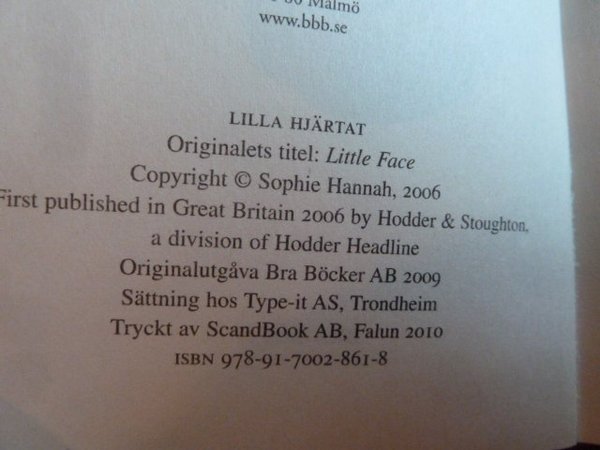 30 Malmö
www.bbb.se
LILLA HJÄRTAT
Originalets titel: Little Face
Copyright © Sophie Hannah, 2006
First published in Great Britain 2006 by Hodder & Stoughton,
a division of Hodder Headline
Originalutgåva Bra Böcker AB 2009
Sättning hos Type-it AS, Trondheim
Tryckt av ScandBook AB, Falun 2010
ISBN 978-91-7002-861-8